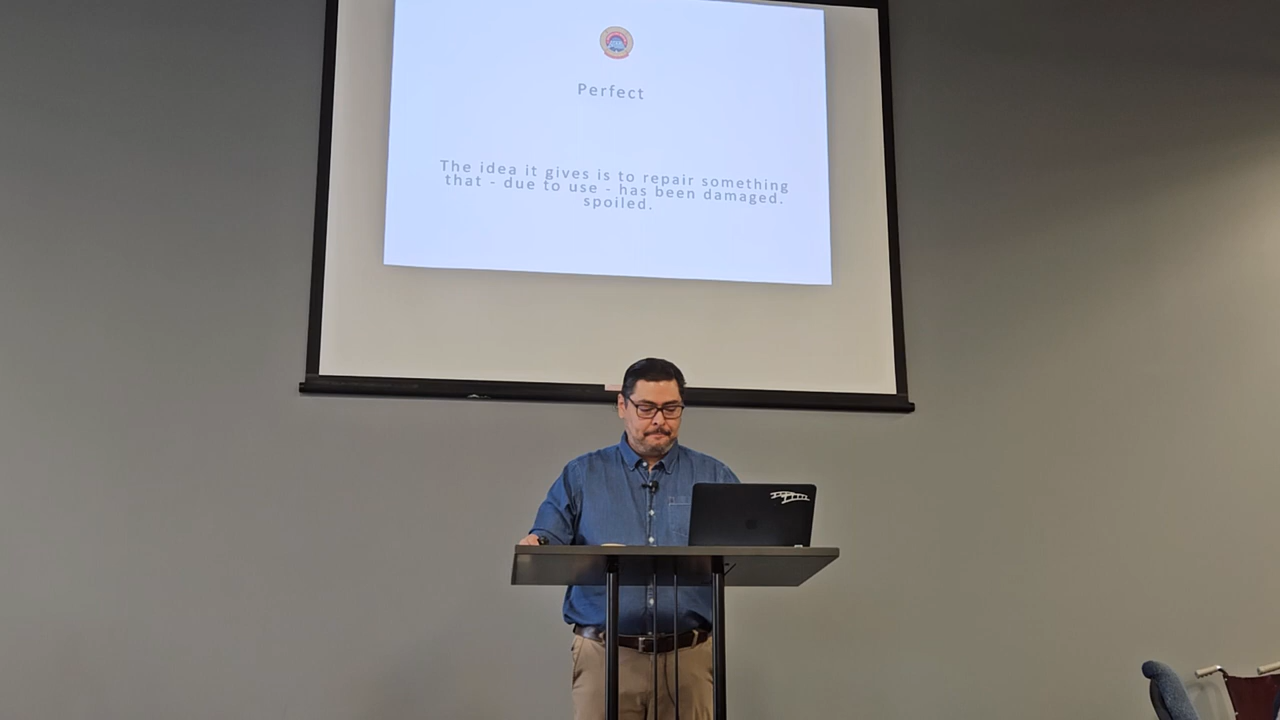 Perfect
The idea it gives is to repair something
that - due to use - has been damaged.
spoiled.